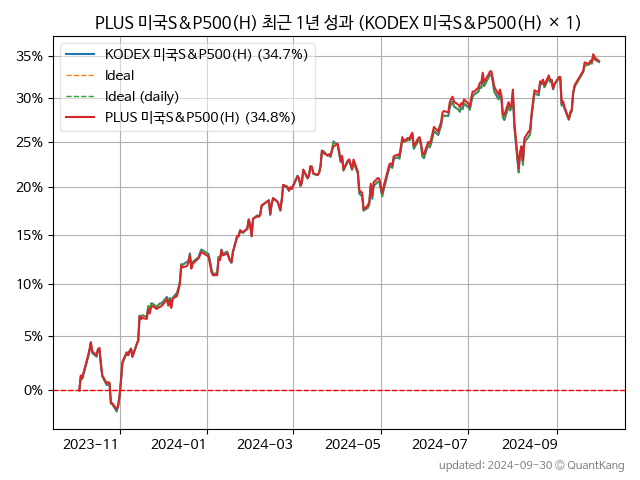 PLUS 미국S&P500(H) 최근 1년 성과 (KODEX 미국S&P500(H) × 1)
KODEX 미국S&P500(H) (34.7%)
Ideal
Ideal (daily)
PLUS 미국S&P500(H) (34.8%)
35%
30%
25%
20%
15%
10%
5%
0%
2023-11 2024-01 2024-03 2024-05 2024-07 2024-09
updated: 2024-09-30 © QuantKang